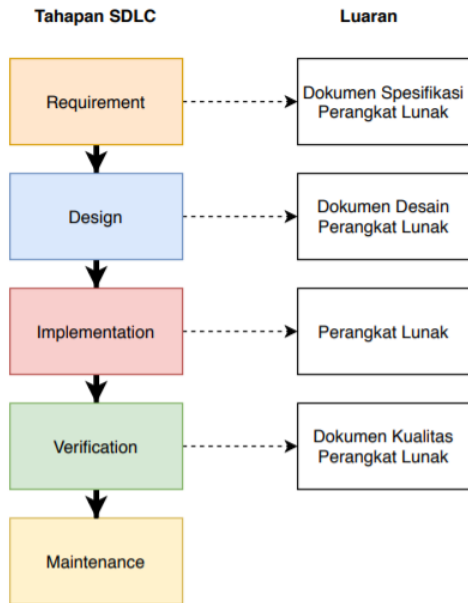 Tahapan SDLC
Luaran
Requirement
Dokumen Spesifikasi
Perangkat Lunak
Design
Dokumen Desain
Perangkat Lunak
Implementation
Perangkat Lunak
Verification
Dokumen Kualitas
Perangkat Lunak
Maintenance